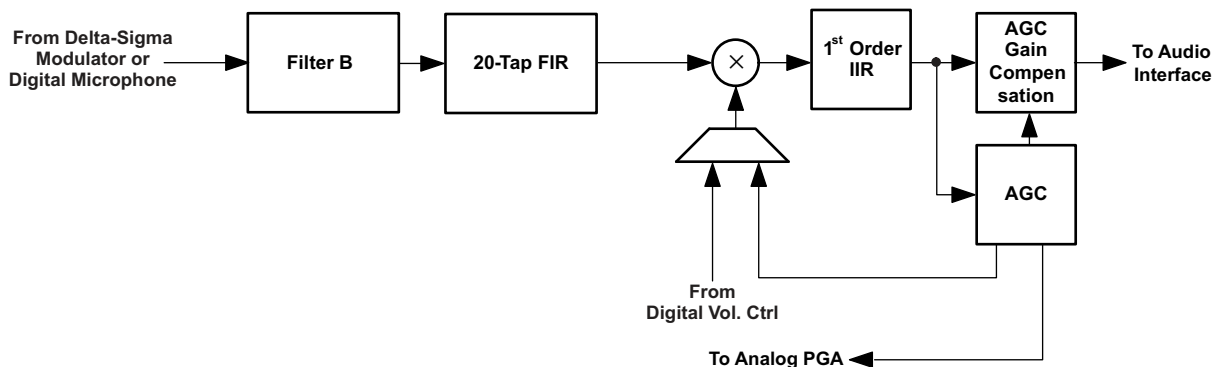 From Delta-Sigma
Modulator or
Digital Microphone
Filter B
20-Tap FIR
×
1st Order
IIR
AGC
Gain
Compen
sation
To Audio
Interface
AGC
From
Digital Vol. Ctrl
To Analog PGA